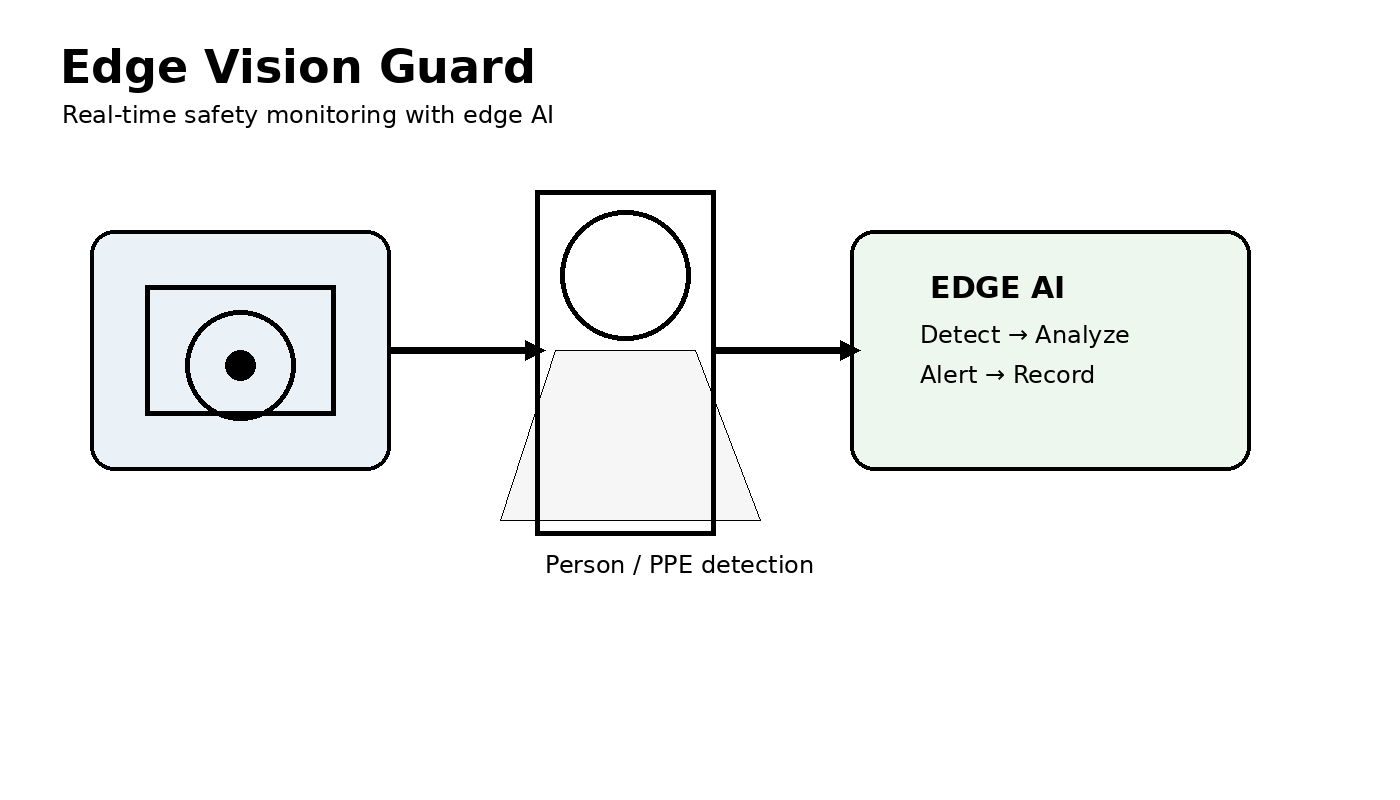 Edge Vision Guard
Real-time safety monitoring with edge AI
EDGE AI
Detect → Analyze
Alert → Record
Person / PPE detection